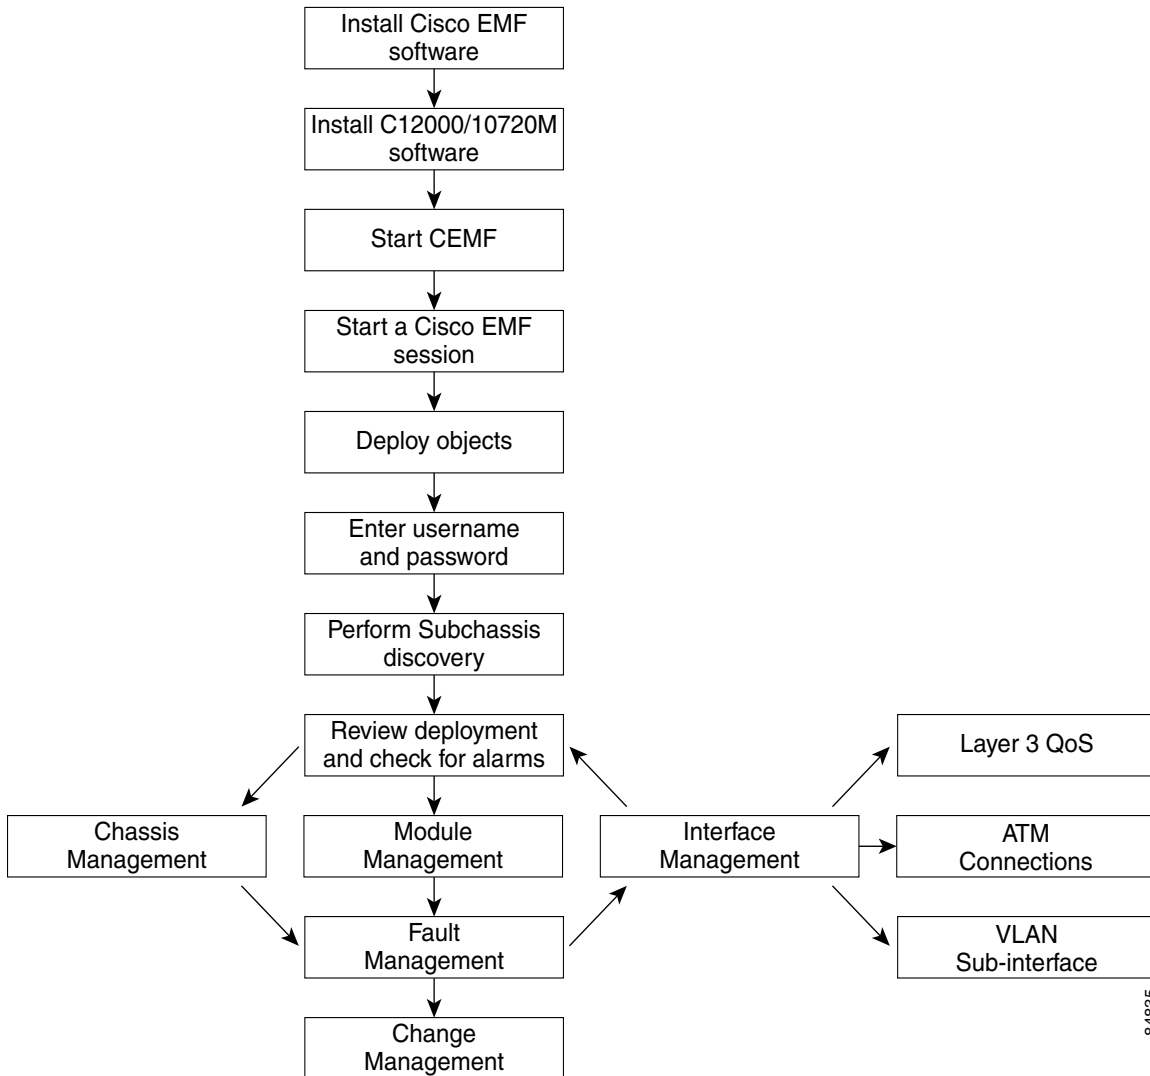 Install Cisco EMF
software
Install C12000/10720M
software
Start CEMF
Start a Cisco EMF
session
Deploy objects
Enter username
and password
Perform Subchassis
discovery
Review deployment
and check for alarms
Layer 3 QoS
Chassis
Management
Module
Management
Interface
Management
ATM
Connections
Fault
Management
VLAN
Sub-interface
Change
Management
84835